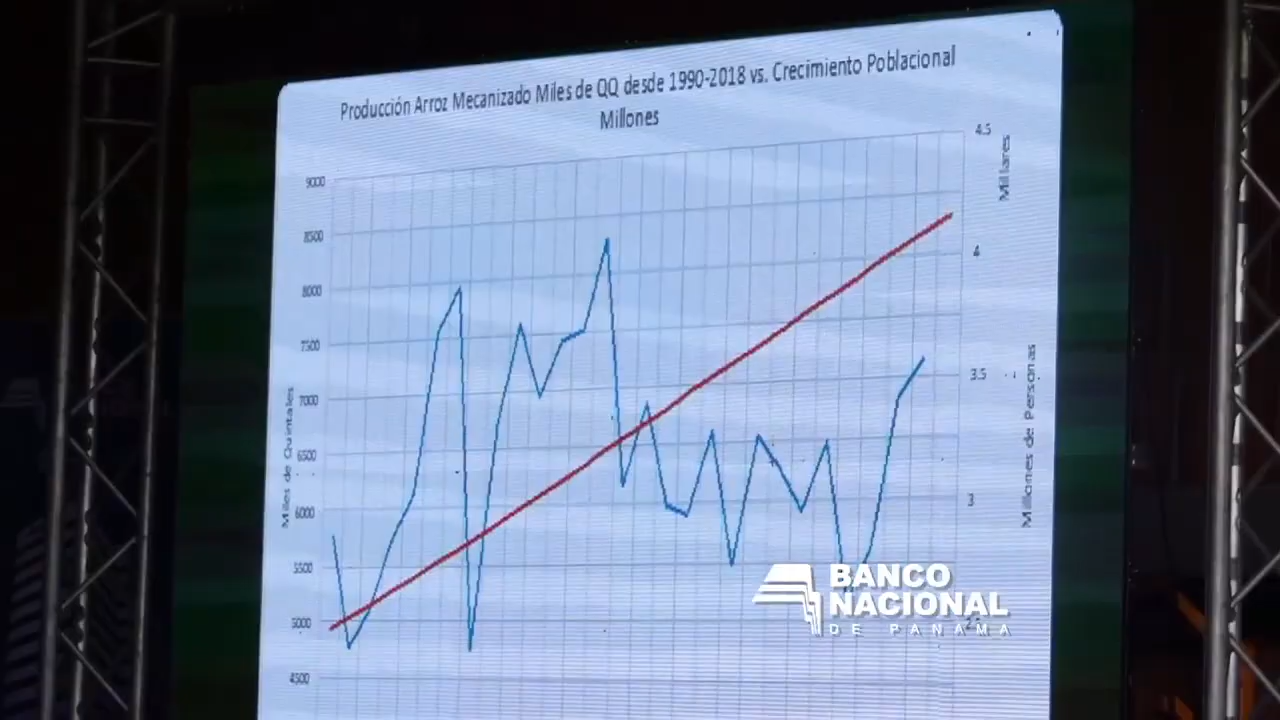 Producción Arroz Mecanizado Miles de QQ desde 1990-2018 vs. Crecimiento Poblacional
Millones
4.5
Millares
9000
8500
4
8000
7500
3.5
7000
Miles de Quintales
Millones de Personas
6500
3
6000
5500
BANCO
NACIONAL
DE PANAMA
5000
4500